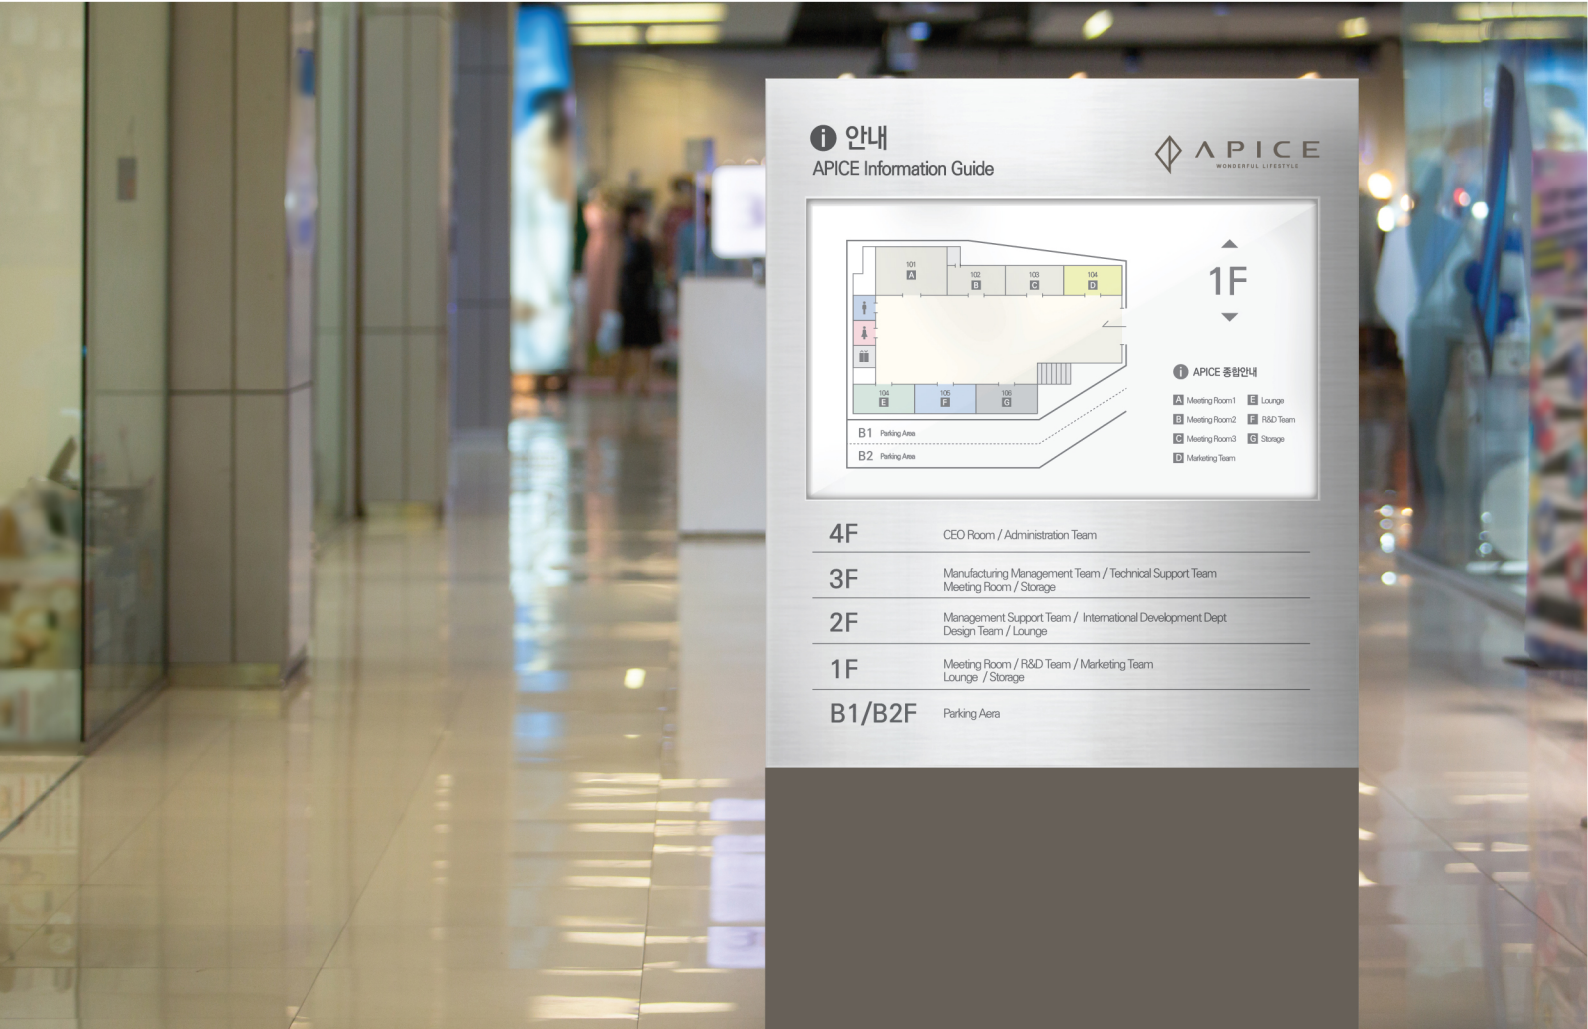 i 안내
APICE Information Guide
APICE
WONDERFUL LIFESTYLE
101
A
102
B
103
C
104
D
104
E
105
F
106
G
B1 Parking Area
B2 Parking Area
1F
i APICE 종합안내
A Meeting Room1
B Meeting Room2
C Meeting Room3
D Marketing Team
E Lounge
F R&D Team
G Storage
4F CEO Room / Administration Team
3F Manufacturing Management Team / Technical Support Team
Meeting Room / Storage
2F Management Support Team / International Development Dept
Design Team / Lounge
1F Meeting Room / R&D Team / Marketing Team
Lounge / Storage
B1/B2F Parking Aera